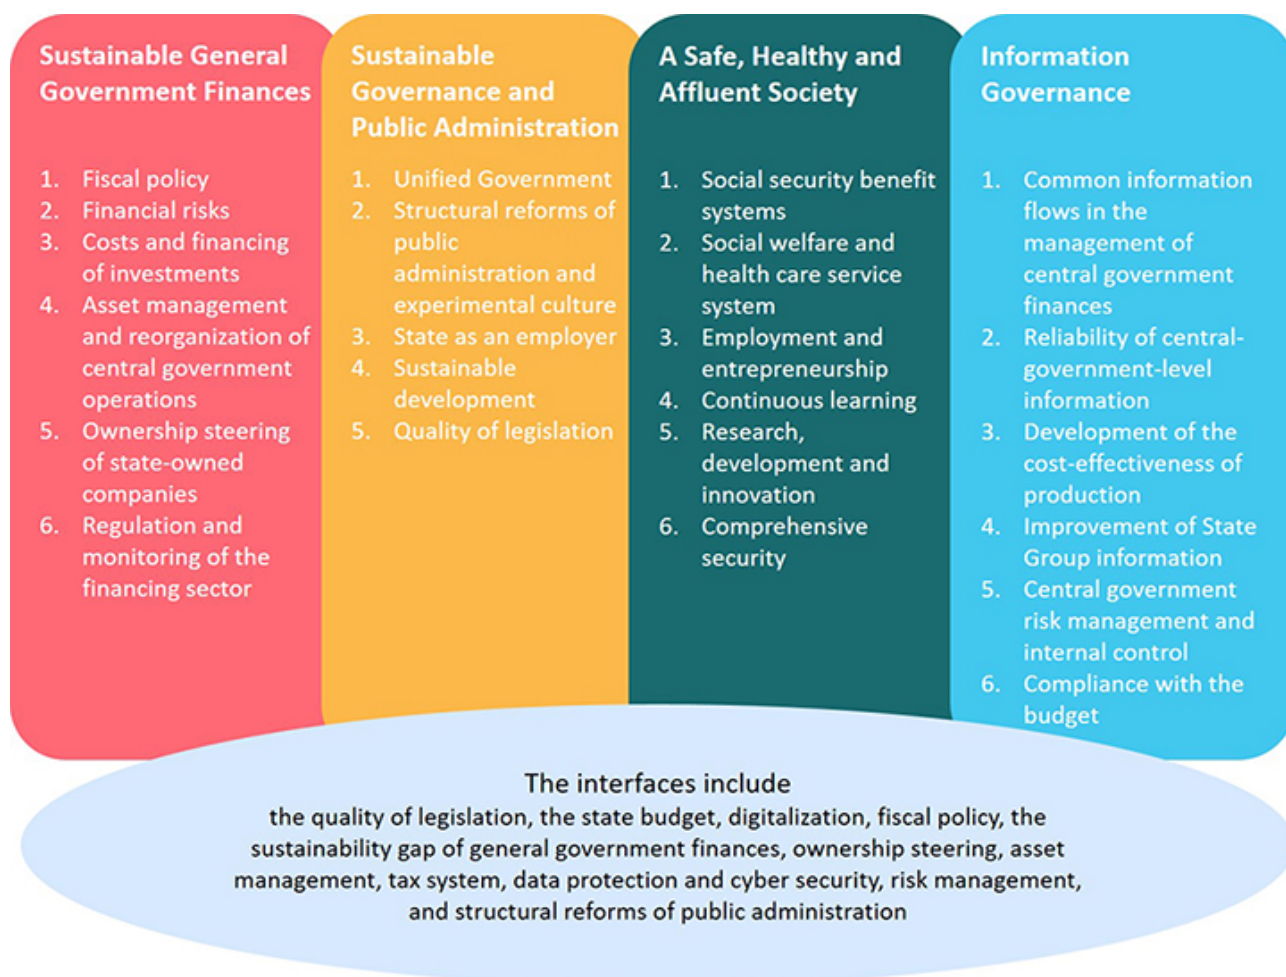 Sustainable General
Government Finances
1. Fiscal policy
2. Financial risks
3. Costs and financing
of investments
4. Asset management
and reorganization of
central government
operations
5. Ownership steering
of state-owned
companies
6. Regulation and
monitoring of the
financing sector
Sustainable
Governance and
Public Administration
1. Unified Government
2. Structural reforms of
public
administration and
experimental culture
3. State as an employer
4. Sustainable
development
5. Quality of legislation
A Safe, Healthy and
Affluent Society
1. Social security benefit
systems
2. Social welfare and
health care service
system
3. Employment and
entrepreneurship
4. Continuous learning
5. Research,
development and
innovation
6. Comprehensive
security
Information
Governance
1. Common information
flows in the
management of
central government
finances
2. Reliability of central-
government-level
information
3. Development of the
cost-effectiveness of
production
4. Improvement of State
Group information
5. Central government
risk management and
internal control
6. Compliance with the
budget
The interfaces include
the quality of legislation, the state budget, digitalization, fiscal policy, the
sustainability gap of general government finances, ownership steering, asset
management, tax system, data protection and cyber security, risk management,
and structural reforms of public administration